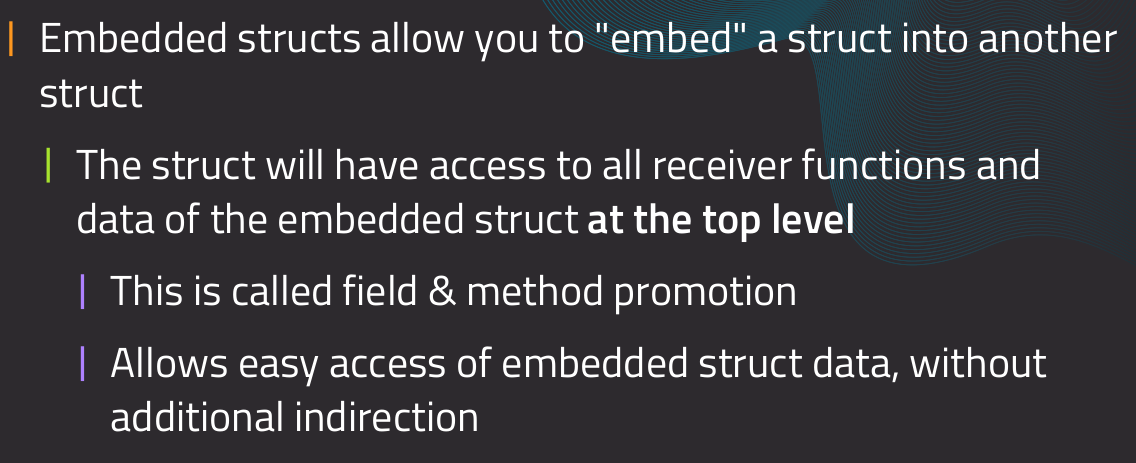 Embedded structs allow you to "embed" a struct into another
struct
The struct will have access to all receiver functions and
data of the embedded struct at the top level
This is called field & method promotion
Allows easy access of embedded struct data, without
additional indirection